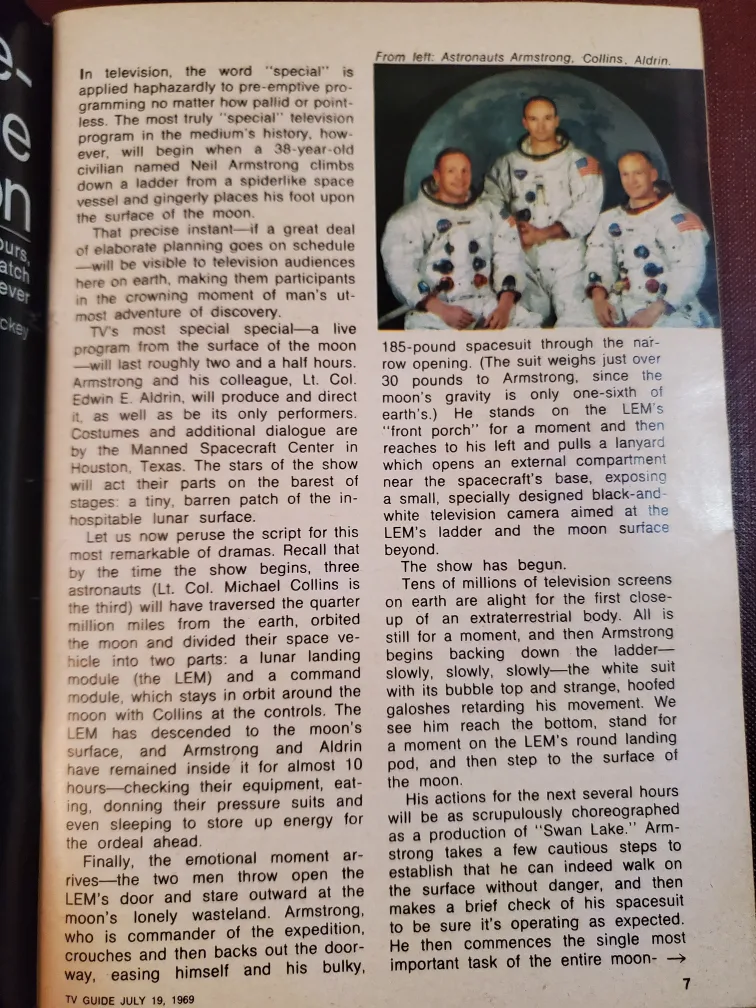 e-
e
on
ours,
atch
ever
ckey
In television, the word "special" is
applied haphazardly to pre-emptive pro-
gramming no matter how pallid or point-
less. The most truly "special" television
program in the medium's history, how-
ever, will begin when a 38-year-old
civilian named Neil Armstrong climbs
down a ladder from a spiderlike space
vessel and gingerly places his foot upon
the surface of the moon.
That precise instant—if a great deal
of elaborate planning goes on schedule
—will be visible to television audiences
here on earth, making them participants
in the crowning moment of man's ut-
most adventure of discovery.
TV's most special special—a live
program from the surface of the moon
—will last roughly two and a half hours.
Armstrong and his colleague, Lt. Col.
Edwin E. Aldrin, will produce and direct
it, as well as be its only performers.
Costumes and additional dialogue are
by the Manned Spacecraft Center in
Houston, Texas. The stars of the show
will act their parts on the barest of
stages: a tiny, barren patch of the in-
hospitable lunar surface.
Let us now peruse the script for this
most remarkable of dramas. Recall that
by the time the show begins, three
astronauts (Lt. Col. Michael Collins is
the third) will have traversed the quarter
million miles from the earth, orbited
the moon and divided their space ve-
hicle into two parts: a lunar landing
module (the LEM) and a command
module, which stays in orbit around the
moon with Collins at the controls. The
LEM has descended to the moon's
surface, and Armstrong and Aldrin
have remained inside it for almost 10
hours—checking their equipment, eat-
ing, donning their pressure suits and
even sleeping to store up energy for
the ordeal ahead.
Finally, the emotional moment ar-
rives—the two men throw open the
LEM's door and stare outward at the
moon's lonely wasteland. Armstrong,
who is commander of the expedition,
crouches and then backs out the door-
way, easing himself and his bulky,
From left: Astronauts Armstrong, Collins, Aldrin.
185-pound spacesuit through the nar-
row opening. (The suit weighs just over
30 pounds to Armstrong, since the
moon's gravity is only one-sixth of
earth's.) He stands on the LEM's
"front porch" for a moment and then
reaches to his left and pulls a lanyard
which opens an external compartment
near the spacecraft's base, exposing
a small, specially designed black-and-
white television camera aimed at the
LEM's ladder and the moon surface
beyond.
The show has begun.
Tens of millions of television screens
on earth are alight for the first close-
up of an extraterrestrial body. All is
still for a moment, and then Armstrong
begins backing down the ladder—
slowly, slowly, slowly—the white suit
with its bubble top and strange, hoofed
galoshes retarding his movement. We
see him reach the bottom, stand for
a moment on the LEM's round landing
pod, and then step to the surface of
the moon.
His actions for the next several hours
will be as scrupulously choreographed
as a production of "Swan Lake." Arm-
strong takes a few cautious steps to
establish that he can indeed walk on
the surface without danger, and then
makes a brief check of his spacesuit
to be sure it's operating as expected.
He then commences the single most
important task of the entire moon- →
TV GUIDE JULY 19, 1969
7